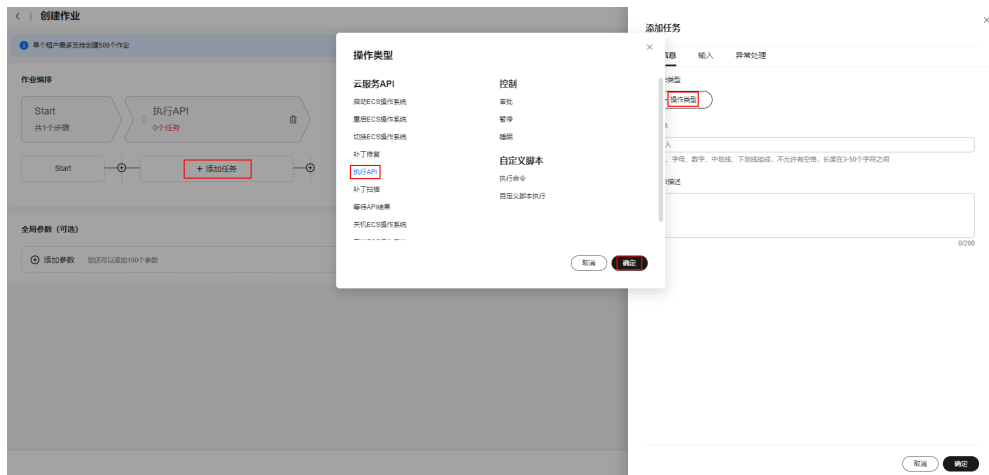 创建作业
单个租户最多支持创建500个作业
作业编排
Start
共1个步骤
执行API
0个任务
Start
+ 添加任务
全局参数（可选）
添加参数 您还可以添加100个参数
操作类型
云服务API
启动ECS操作系统
重启ECS操作系统
切换ECS操作系统
补丁修复
执行API
补丁扫描
等待API结果
关机ECS操作系统
控制
审批
暂停
睡眠
自定义脚本
执行命令
自定义脚本执行
取消 确定
添加任务
信息 输入 异常处理
操作类型
、字母、数字、中划线、下划线组成，不允许有空格，长度在3-50个字符之间
描述
0/200
取消 确定